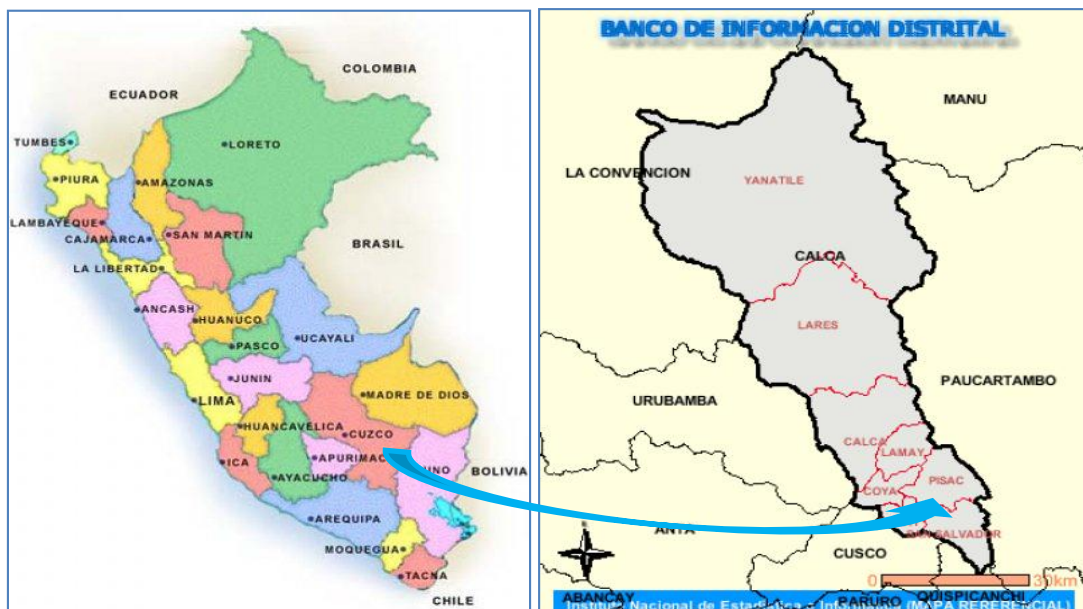 COLOMBIA
ECUADOR
TUMBES
LORETO
PIURA
AMAZONAS
LAMBAYEQUE
SAN MARTIN
CAJAMARCA
BRASIL
LA LIBERTAD
ANCASH
HUANUCO
UCAYALI
PASCO
JUNIN
MADRE DE DIOS
LIMA
HUANCAVELICA
CUZCO
ICA
APURIMAC
BOLIVIA
AYACUCHO
AREQUIPA
MOQUEGUA
TACNA
CHILE
BANCO DE INFORMACION DISTRITAL
MANU
LA CONVENCION
YANATILE
CALCA
LARES
PAUCARTAMBO
URUBAMBA
CALCA
LAMAY
PISAC
COYA
SAN SALVADOR
ANTA
CUSCO
0 30km
ABANCAY
PARURO
QUISPICANCHI